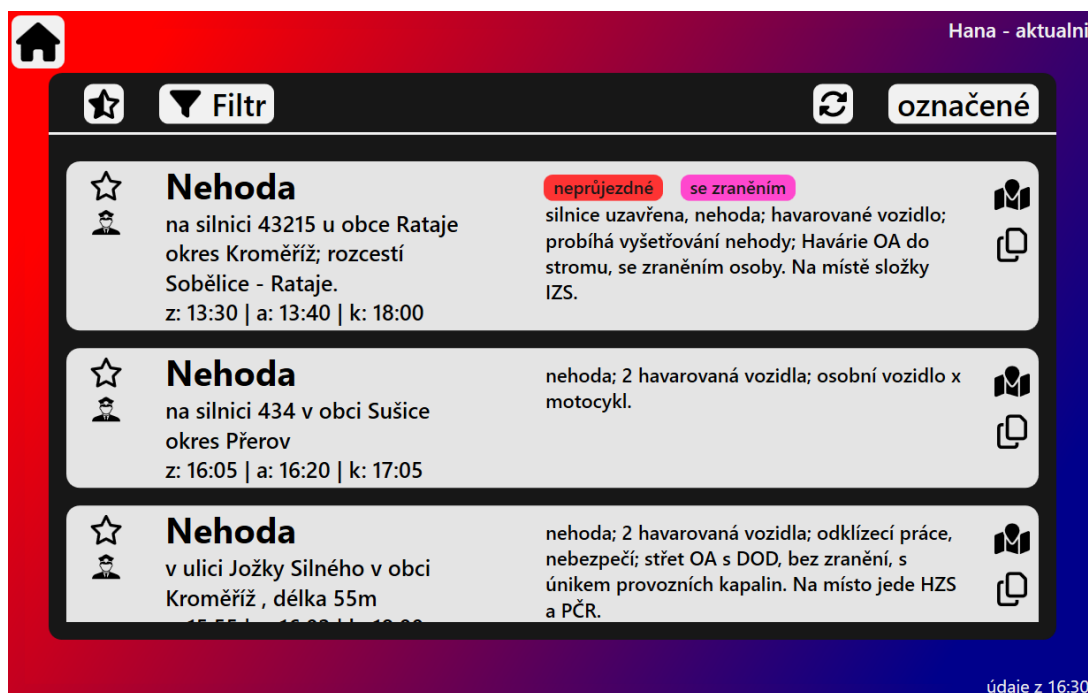 Hana - aktualni
Filtr
označené
Nehoda
na silnici 43215 u obce Rataje
okres Kroměříž; rozcestí
Sobělice - Rataje.
z: 13:30 | a: 13:40 | k: 18:00
neprůjezdné se zraněním
silnice uzavřena, nehoda; havarované vozidlo;
probíhá vyšetřování nehody; Havárie OA do
stromu, se zraněním osoby. Na místě složky
IZS.
Nehoda
na silnici 434 v obci Sušice
okres Přerov
z: 16:05 | a: 16:20 | k: 17:05
nehoda; 2 havarovaná vozidla; osobní vozidlo x
motocykl.
Nehoda
v ulici Jožky Silného v obci
Kroměříž , délka 55m
nehoda; 2 havarovaná vozidla; odklízecí práce,
nebezpečí; střet OA s DOD, bez zranění, s
únikem provozních kapalin. Na místo jede HZS
a PČR.
údaje z 16:30